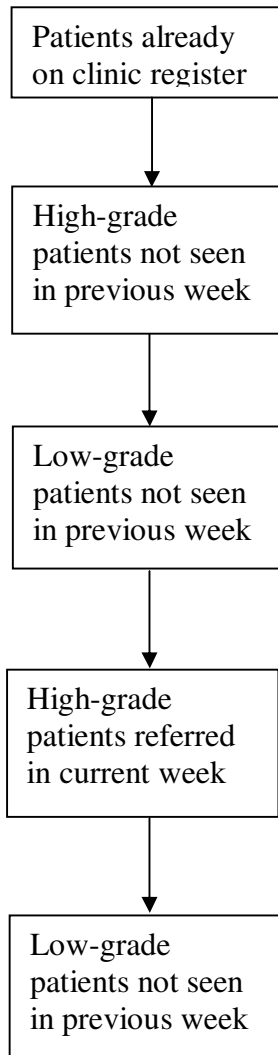 Patients already
on clinic register
High-grade
patients not seen
in previous week
Low-grade
patients not seen
in previous week
High-grade
patients referred
in current week
Low-grade
patients not seen
in previous week